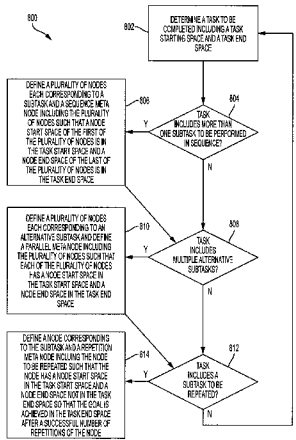 800
802
DETERMINE A TASK TO BE
COMPLETED INCLUDING A TASK
STARTING SPACE AND A TASK END
SPACE
806
DEFINE A PLURALITY OF NODES
EACH CORRESPONDING TO A
SUBTASK AND A SEQUENCE META
NODE INCLUDING THE PLURALITY
OF NODES SUCH THAT A NODE
START SPACE OF THE FIRST OF
THE PLURALITY OF NODES IS IN
THE TASK START SPACE AND A
NODE END SPACE OF THE LAST OF
THE PLURALITY OF NODES IS IN
THE TASK END SPACE
804
TASK
INCLUDES MORE THAN
ONE SUBTASK TO BE PERFORMED
IN SEQUENCE?
Y
N
810
DEFINE A PLURALITY OF NODES
EACH CORRESPONDING TO AN
ALTERNATIVE SUBTASK AND DEFINE
A PARALLEL META NODE INCLUDING
THE PLURALITY OF NODES SUCH THAT
EACH OF THE PLURALITY OF NODES
HAS A NODE START SPACE IN
THE TASK START SPACE AND A
NODE END SPACE IN THE TASK END
SPACE
808
TASK
INCLUDES
MULTIPLE ALTERNATIVE
SUBTASKS?
Y
N
814
DEFINE A NODE CORRESPONDING
TO THE SUBTASK AND A REPETITION
META NODE INCLUING THE NODE
TO BE REPEATED SUCH THAT THE
NODE HAS A NODE START SPACE
IN THE TASK START SPACE AND A
NODE END SPACE NOT IN THE TASK
END SPACE SO THAT THE GOAL IS
ACHIEVED IN THE TASK END SPACE
AFTER A SUCCESSFUL NUMBER OF
REPETITIONS OF THE NODE
812
TASK
INCLUDES A
SUBTASK TO BE
REPEATED?
Y
N